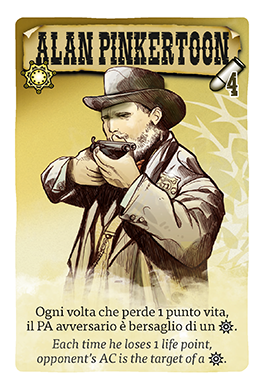 ALAN PINKERTOON
4
Ogni volta che perde 1 punto vita,
il PA avversario è bersaglio di un .
Each time he loses 1 life point,
opponent's AC is the target of a .